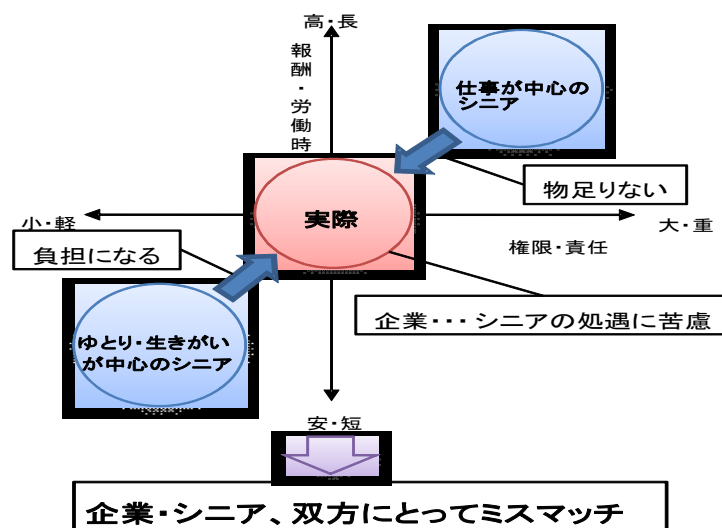 高・長
報酬・労働時
仕事が中心の
シニア
物足りない
実際
小・軽
大・重
権限・責任
負担になる
企業・・・シニアの処遇に苦慮
ゆとり・生きがい
が中心のシニア
安・短
企業・シニア、双方にとってミスマッチ